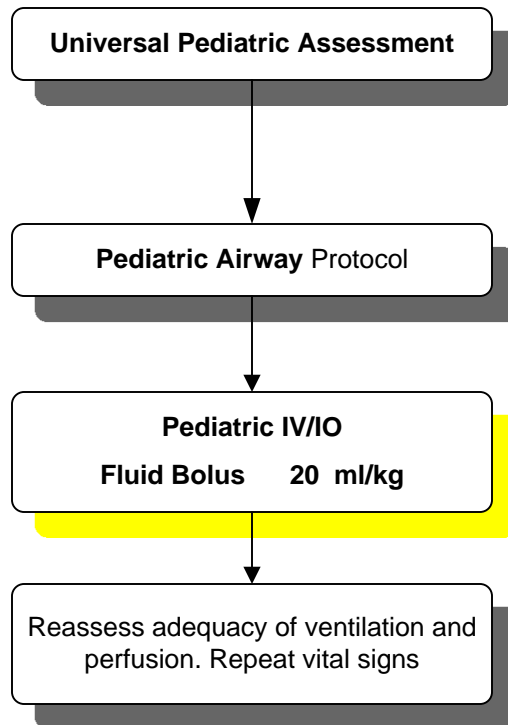 Universal Pediatric Assessment
Pediatric Airway Protocol
Pediatric IV/IO
Fluid Bolus 20 ml/kg
Reassess adequacy of ventilation and
perfusion. Repeat vital signs